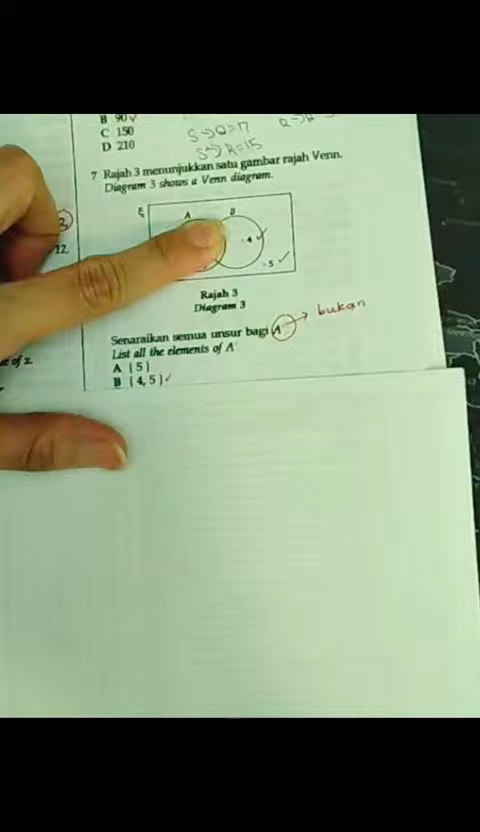 B 90✓
C 150
D 210
S→Q=17
S→R=15
7 Rajah 3 menunjukkan satu gambar rajah Venn.
Diagram 3 shows a Venn diagram.
ξ
A B
•4 ✓
•5 ✓
12.
Rajah 3
Diagram 3
Senaraikan semua unsur bagi A' → bukan
List all the elements of A'
of x
A {5}
B {4, 5}✓